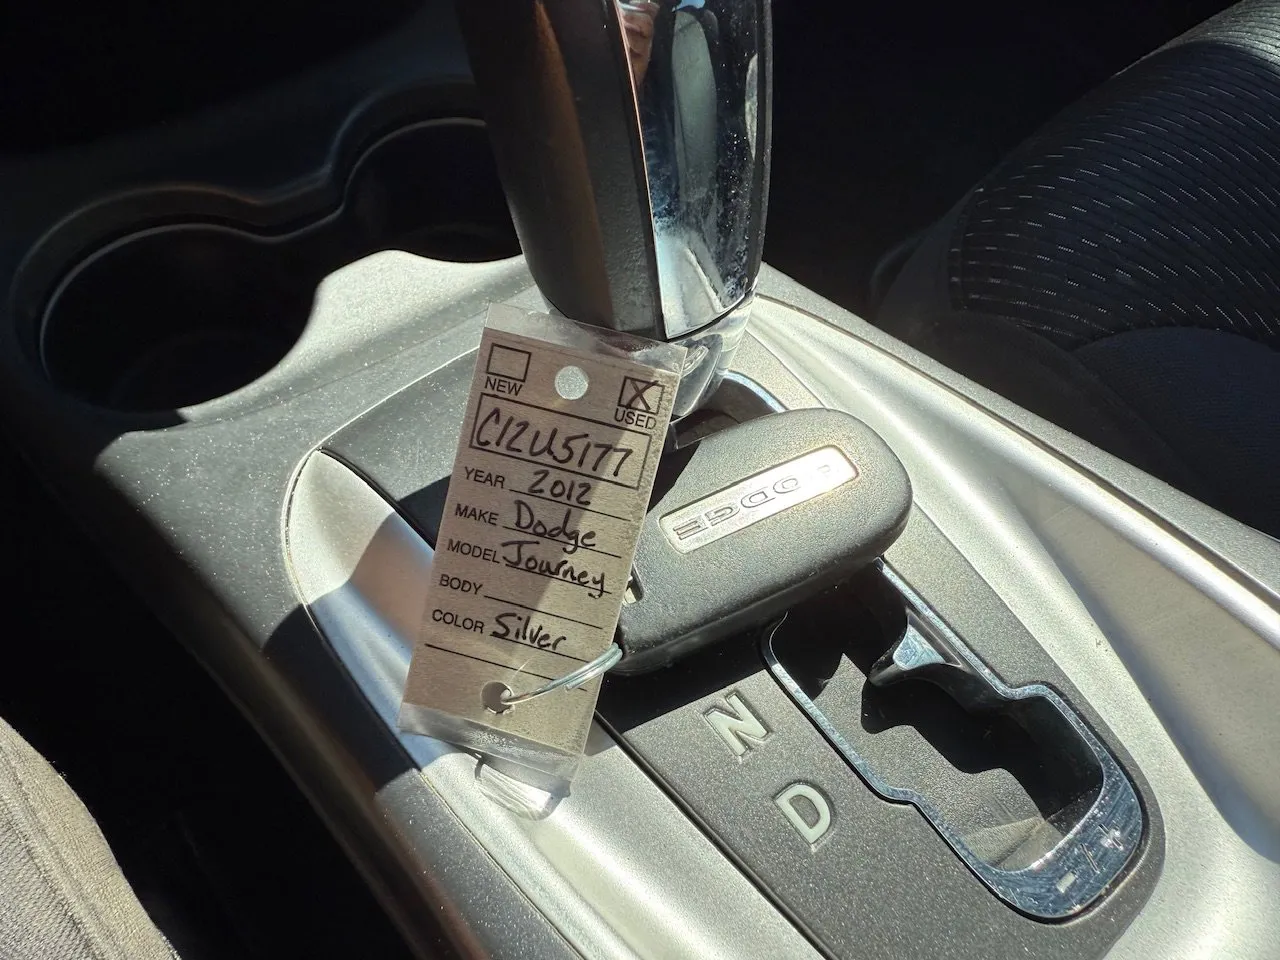 NEW
USED
C12U5177
YEAR 2012
MAKE Dodge
MODEL Journey
BODY
COLOR Silver
DODGE
N
D
- / +